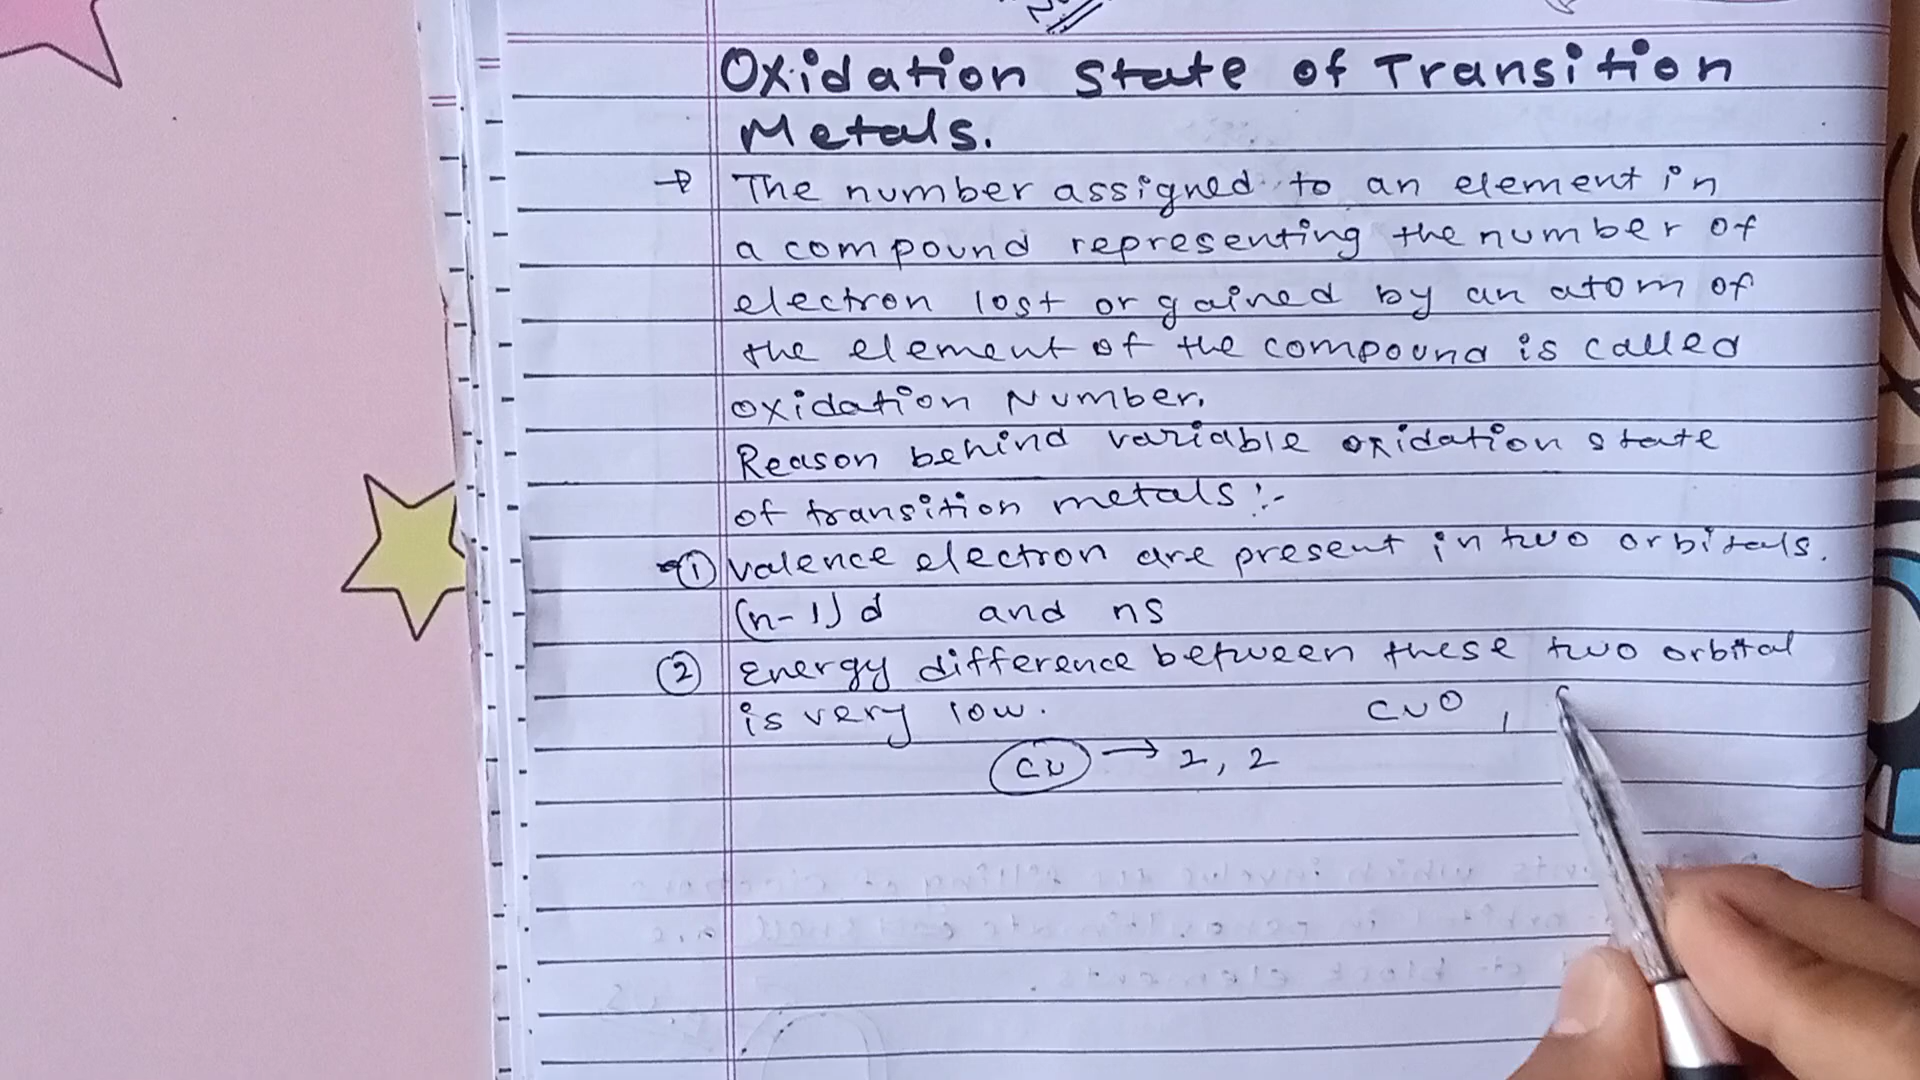 Oxidation state of Transition
Metals.
→ The number assigned to an element in
a compound representing the number of
electron lost or gained by an atom of
the element of the compound is called
oxidation Number.
Reason behind variable oxidation state
of transition metals :-
① Valence electron are present in two orbitals.
(n-1) d and ns
② Energy difference between these two orbital
is very low.
CuO ,
Cu → 2, 2